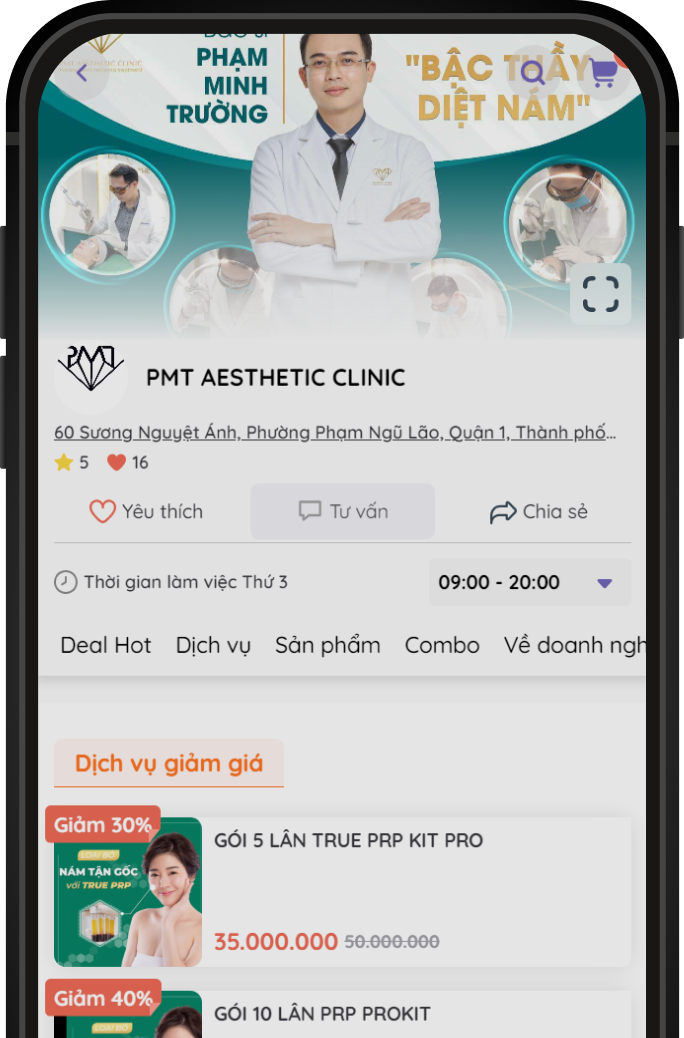 PHẠM
MINH
TRƯỜNG
"BẬC THẦY
DIỆT NÁM"
PMT
PMT AESTHETIC CLINIC
60 Sương Nguyệt Ánh, Phường Phạm Ngũ Lão, Quận 1, Thành phố...
5 16
Yêu thích
Tư vấn
Chia sẻ
Thời gian làm việc Thứ 3
09:00 - 20:00
Deal Hot Dịch vụ Sản phẩm Combo Về doanh ngh
Dịch vụ giảm giá
Giảm 30%
LOẠI BỎ
NÁM TẬN GỐC
với TRUE PRP
GÓI 5 LÂN TRUE PRP KIT PRO
35.000.000 50.000.000
Giảm 40%
LOẠI BỎ
GÓI 10 LÂN PRP PROKIT